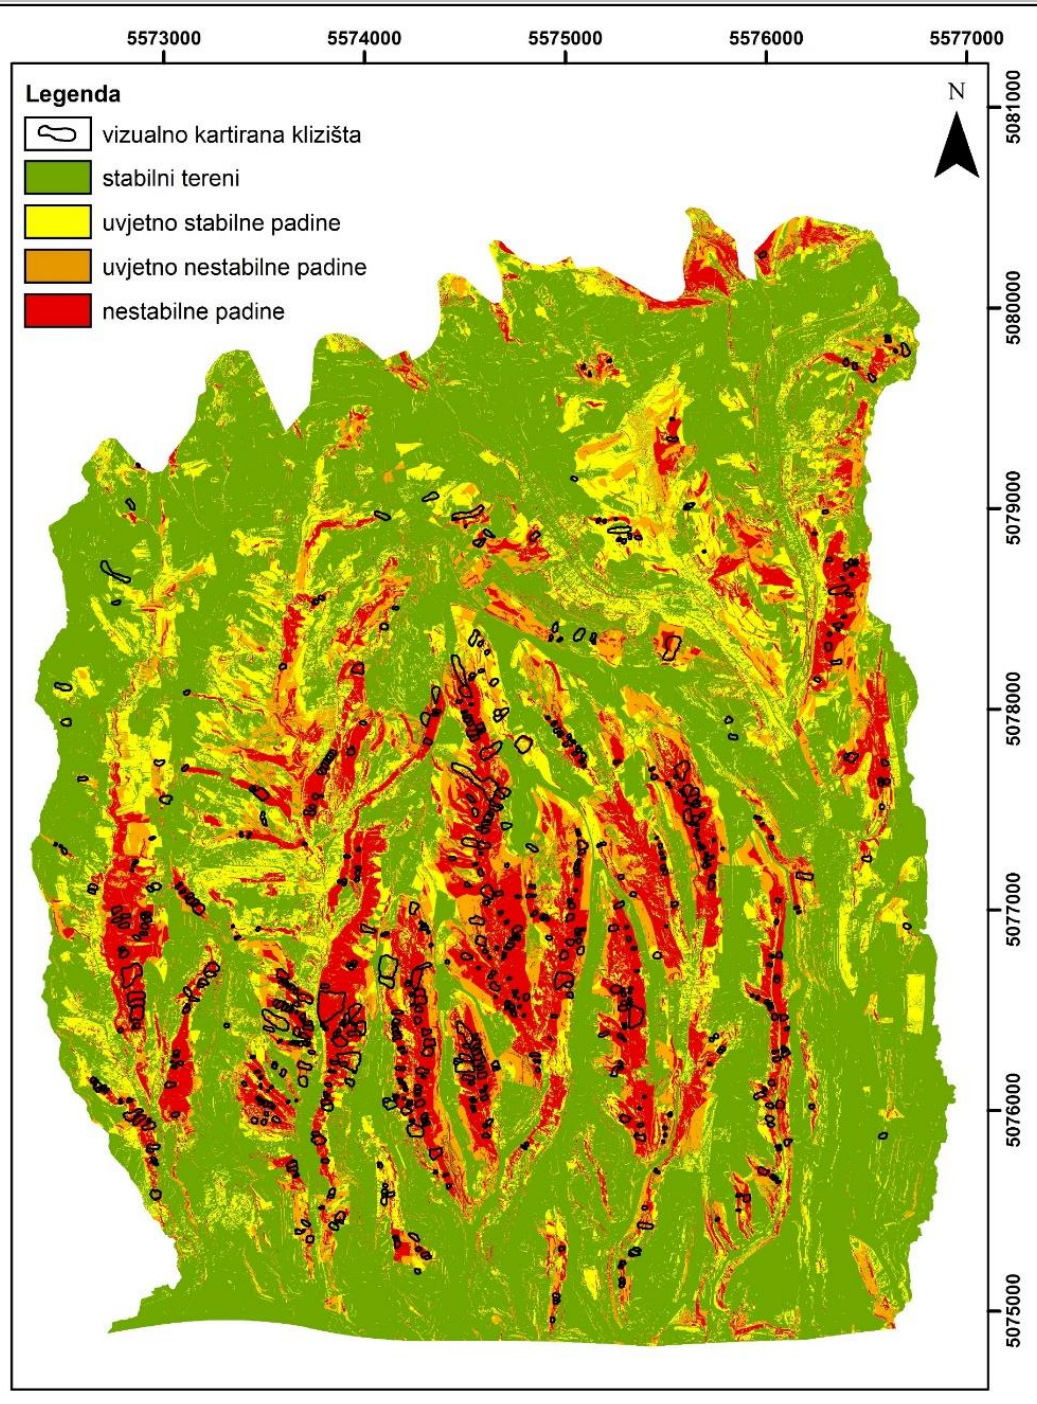 5573000 5574000 5575000 5576000 5577000
Legenda
vizualno kartirana klizišta
stabilni tereni
uvjetno stabilne padine
uvjetno nestabilne padine
nestabilne padine
N
5081000
5080000
5079000
5078000
5077000
5076000
5075000